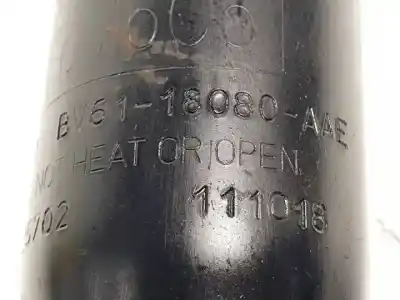 BV61-18080-AAE
NOT HEAT OR OPEN.
5702 111018